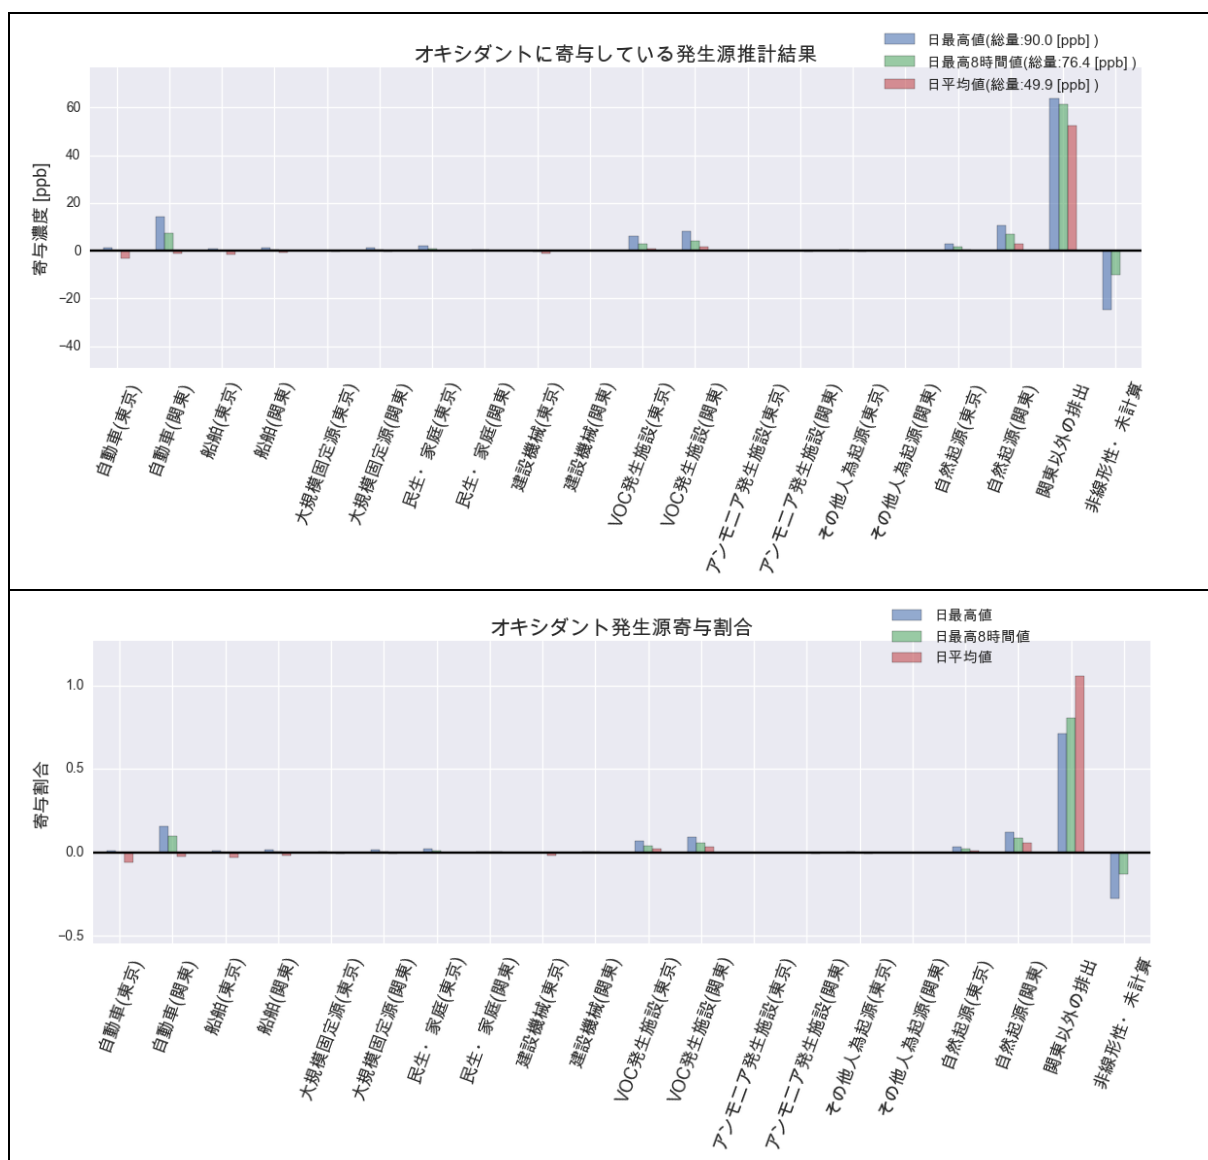 オキシダントに寄与している発生源推計結果
日最高値(総量:90.0 [ppb] )
日最高8時間値(総量:76.4 [ppb] )
日平均値(総量:49.9 [ppb] )
寄与濃度 [ppb]
60
40
20
0
−20
−40
自動車(東京)
自動車(関東)
船舶(東京)
船舶(関東)
大規模固定源(東京)
大規模固定源(関東)
民生・家庭(東京)
民生・家庭(関東)
建設機械(東京)
建設機械(関東)
VOC発生施設(東京)
VOC発生施設(関東)
アンモニア発生施設(東京)
アンモニア発生施設(関東)
その他人為起源(東京)
その他人為起源(関東)
自然起源(東京)
自然起源(関東)
関東以外の排出
非線形性・未計算
オキシダント発生源寄与割合
日最高値
日最高8時間値
日平均値
寄与割合
1.0
0.5
0.0
−0.5
自動車(東京)
自動車(関東)
船舶(東京)
船舶(関東)
大規模固定源(東京)
大規模固定源(関東)
民生・家庭(東京)
民生・家庭(関東)
建設機械(東京)
建設機械(関東)
VOC発生施設(東京)
VOC発生施設(関東)
アンモニア発生施設(東京)
アンモニア発生施設(関東)
その他人為起源(東京)
その他人為起源(関東)
自然起源(東京)
自然起源(関東)
関東以外の排出
非線形性・未計算